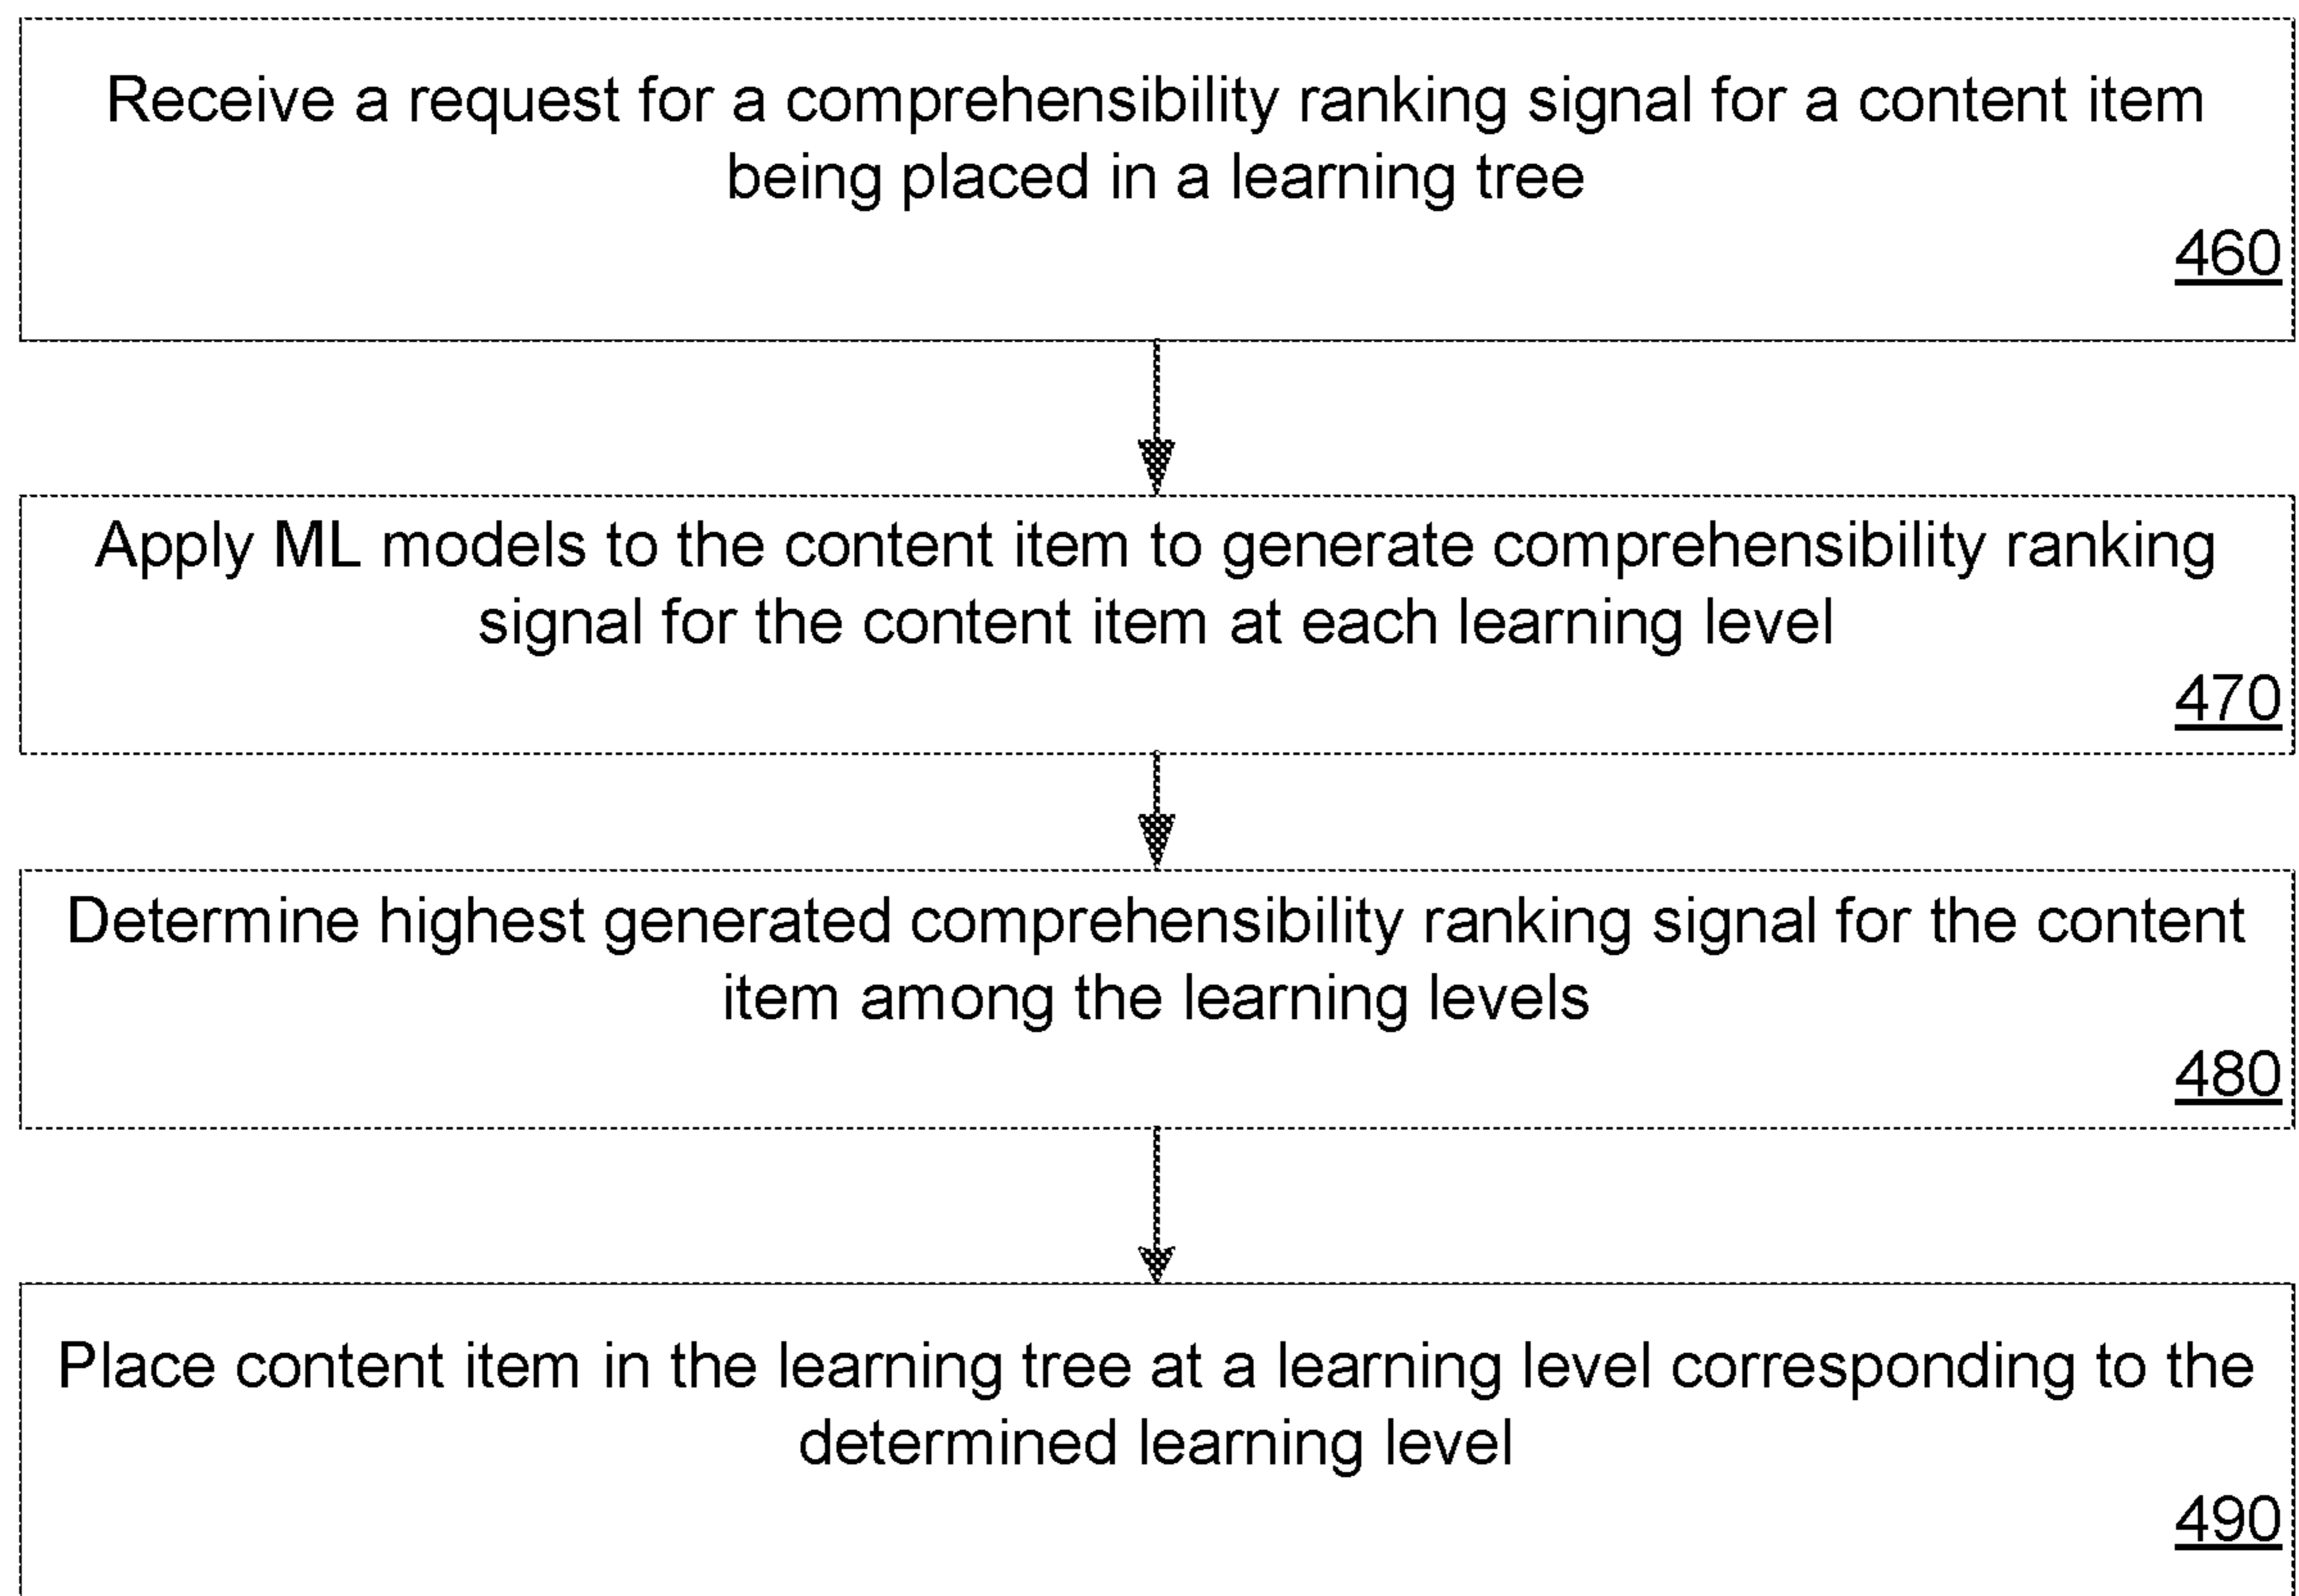 Receive a request for a comprehensibility ranking signal for a content item
being placed in a learning tree
460
Apply ML models to the content item to generate comprehensibility ranking
signal for the content item at each learning level
470
Determine highest generated comprehensibility ranking signal for the content
item among the learning levels
480
Place content item in the learning tree at a learning level corresponding to the
determined learning level
490